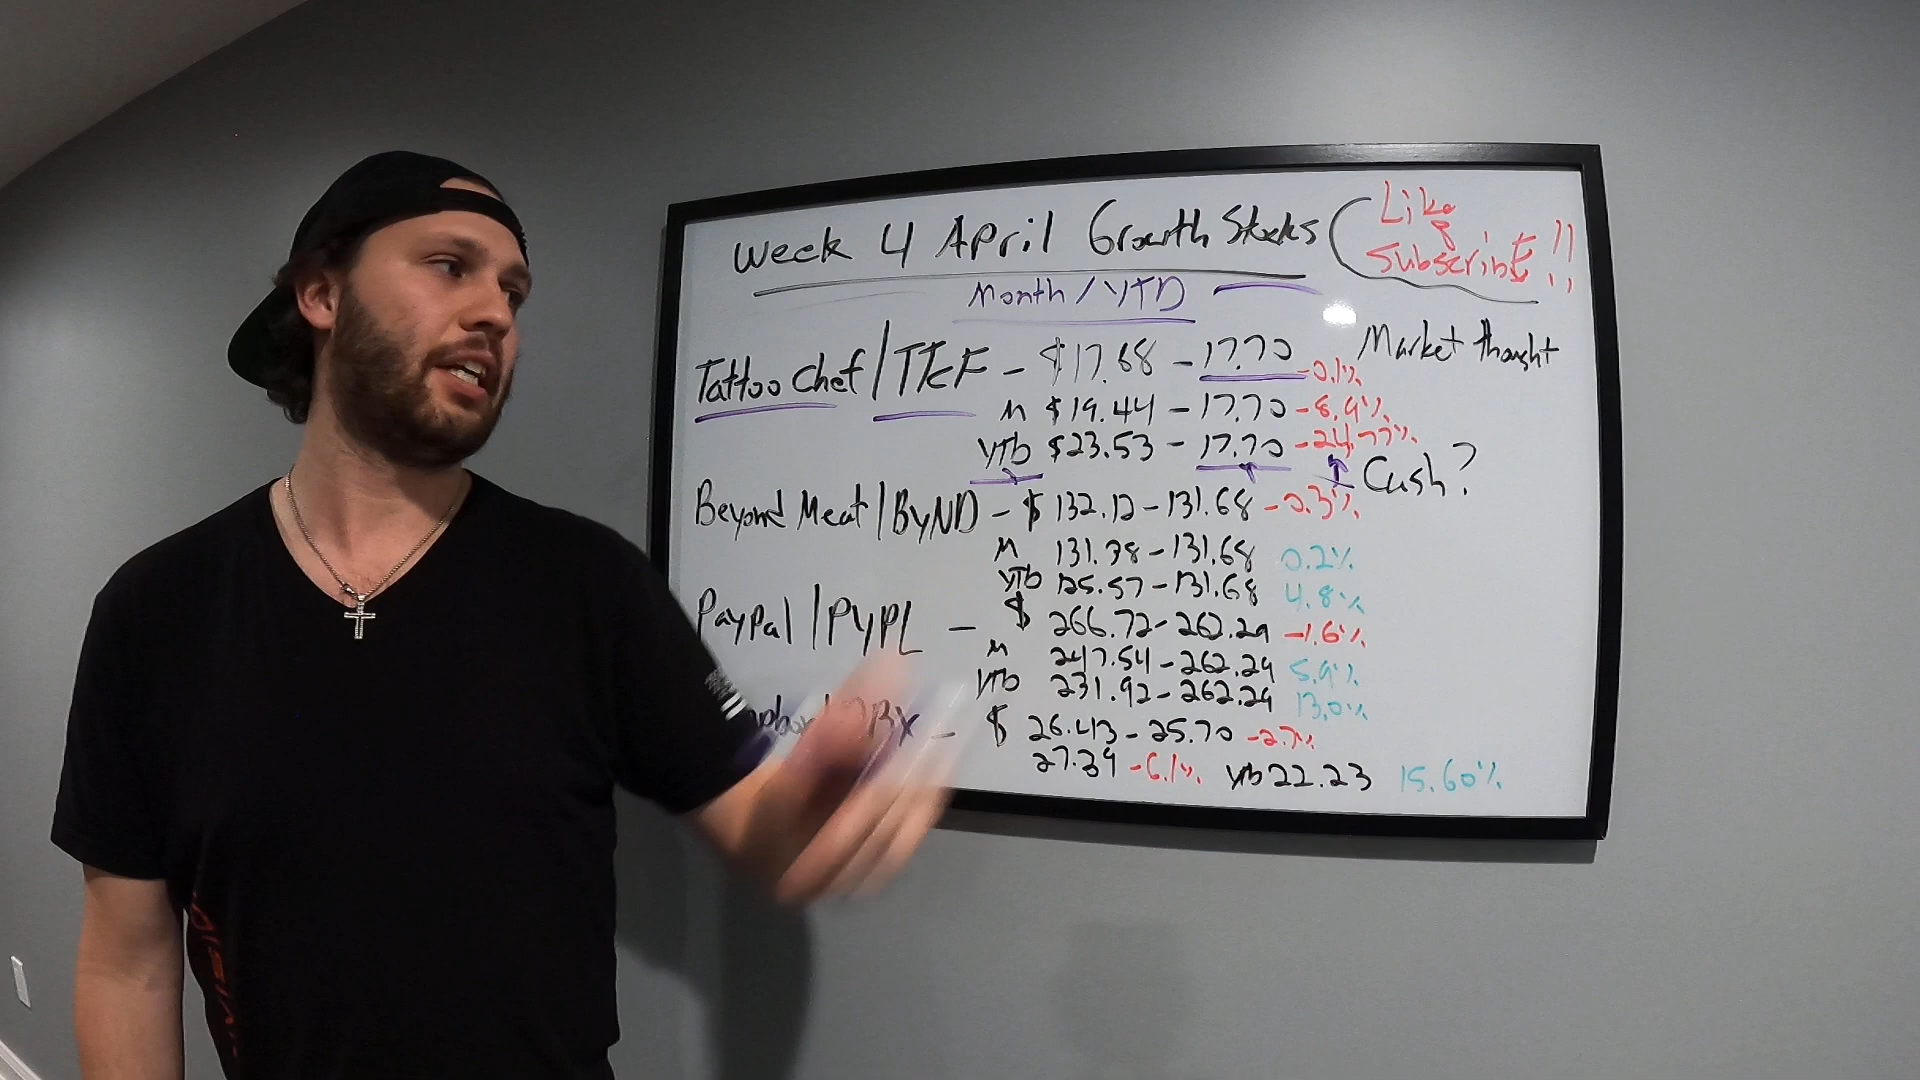 Week 4 April Growth Stocks
Like & Subscribe!!
Month / YTD
Market thought
Tattoo Chef / TTCF - $17.68 - 17.70 -0.1%
M $19.44 - 17.70 -8.9%
YTD $23.53 - 17.70 -24.77%
Cash?
Beyond Meat / BYND - $ 132.12 - 131.68 -0.3%
M 131.38 - 131.68 0.2%
YTD 125.57 - 131.68 4.8%
PayPal / PYPL - $ 266.72 - 262.29 -1.6%
M 247.54 - 262.29 5.9%
YTD 231.92 - 262.29 13.0%
DBX - $ 26.43 - 25.70 -2.7%
27.39 -6.1% YTD 22.23 15.60%